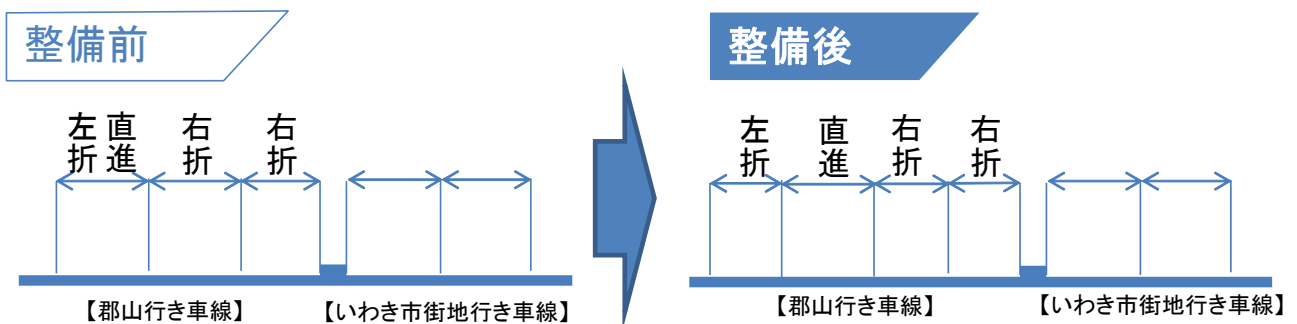 整備前
左折
直進
右折
右折
【郡山行き車線】
【いわき市街地行き車線】
整備後
左折
直進
右折
右折
【郡山行き車線】
【いわき市街地行き車線】